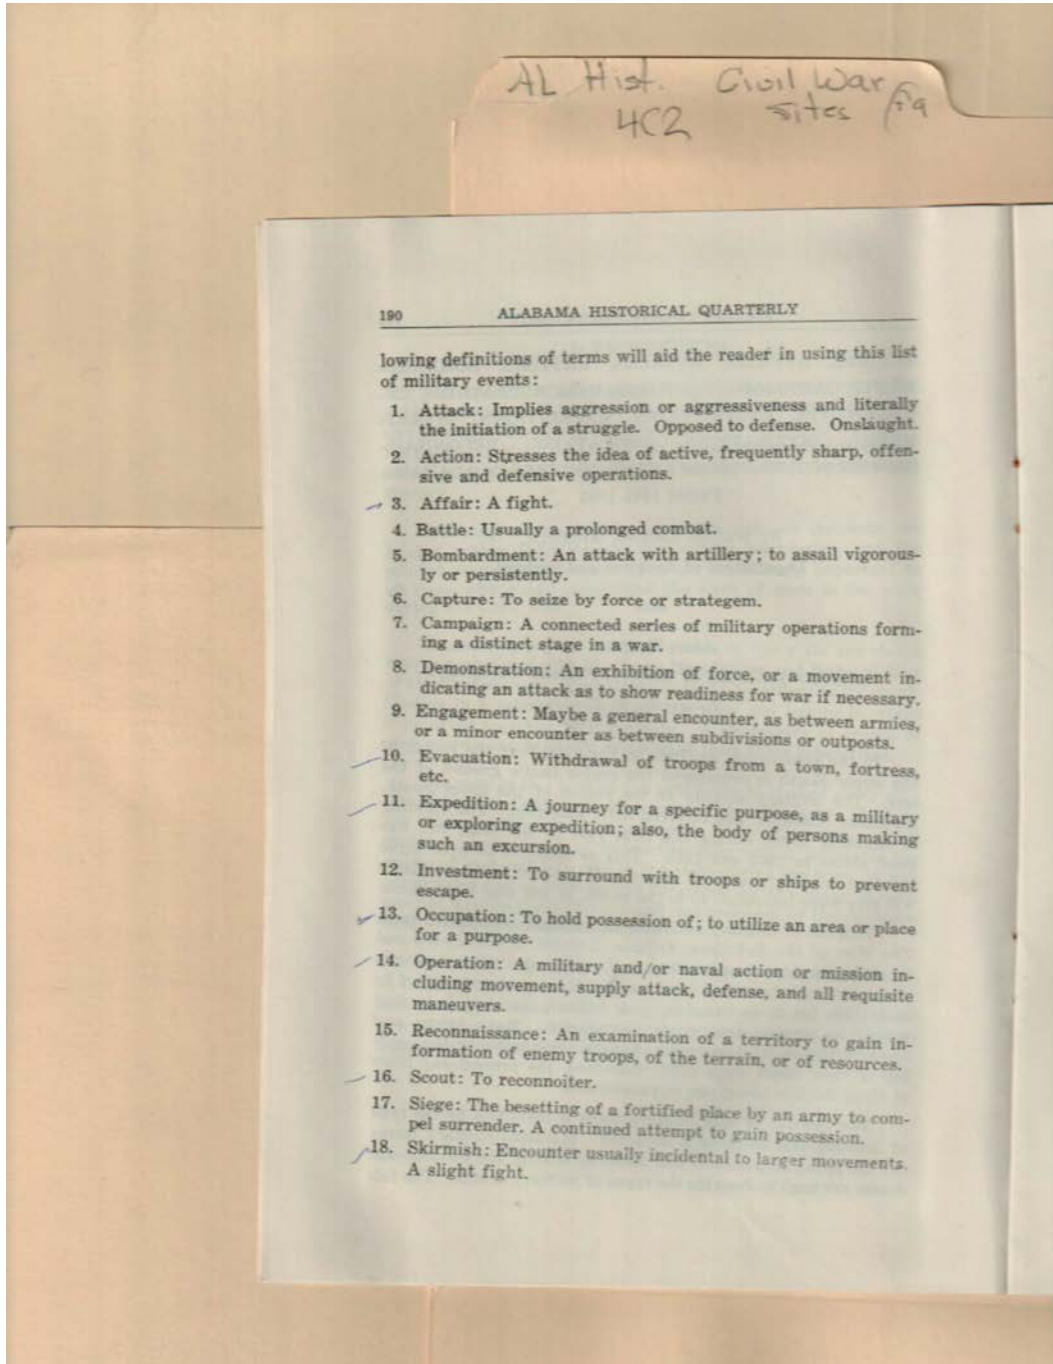 AL Hist. Civil War
4C2 Sites
190 ALABAMA HISTORICAL QUARTERLY
lowing definitions of terms will aid the reader in using this list
of military events:
1. Attack: Implies aggression or aggressiveness and literally
the initiation of a struggle. Opposed to defense. Onslaught.
2. Action: Stresses the idea of active, frequently sharp, offen-
sive and defensive operations.
3. Affair: A fight.
4. Battle: Usually a prolonged combat.
5. Bombardment: An attack with artillery; to assail vigorous-
ly or persistently.
6. Capture: To seize by force or strategem.
7. Campaign: A connected series of military operations form-
ing a distinct stage in a war.
8. Demonstration: An exhibition of force, or a movement in-
dicating an attack as to show readiness for war if necessary.
9. Engagement: Maybe a general encounter, as between armies,
or a minor encounter as between subdivisions or outposts.
10. Evacuation: Withdrawal of troops from a town, fortress,
etc.
11. Expedition: A journey for a specific purpose, as a military
or exploring expedition; also, the body of persons making
such an excursion.
12. Investment: To surround with troops or ships to prevent
escape.
13. Occupation: To hold possession of; to utilize an area or place
for a purpose.
14. Operation: A military and/or naval action or mission in-
cluding movement, supply attack, defense, and all requisite
maneuvers.
15. Reconnaissance: An examination of a territory to gain in-
formation of enemy troops, of the terrain, or of resources.
16. Scout: To reconnoiter.
17. Siege: The besetting of a fortified place by an army to com-
pel surrender. A continued attempt to gain possession.
18. Skirmish: Encounter usually incidental to larger movements.
A slight fight.